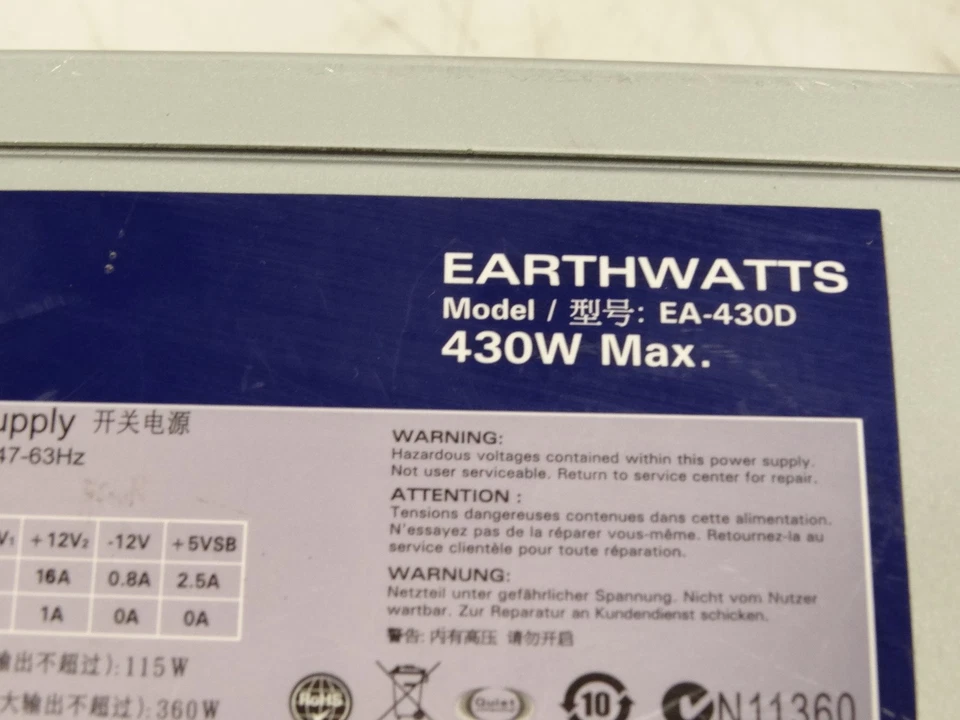 EARTHWATTS
Model / 型号: EA-430D
430W Max.
upply 开关电源
47-63Hz
+12V₂ -12V +5VSB
16A 0.8A 2.5A
1A 0A 0A
输出不超过):115W
大输出不超过):360W
WARNING:
Hazardous voltages contained within this power supply.
Not user serviceable. Return to service center for repair.
ATTENTION :
Tensions dangereuses contenues dans cette alimentation.
N'essayez pas de la réparer vous-même. Retournez-la au
service clientèle pour toute réparation.
WARNUNG:
Netzteil unter gefährlicher Spannung. Nicht vom Nutzer
wartbar. Zur Reparatur an Kundendienst schicken.
警告: 内有高压 请勿开启
RoHS Quiet 10 N11360